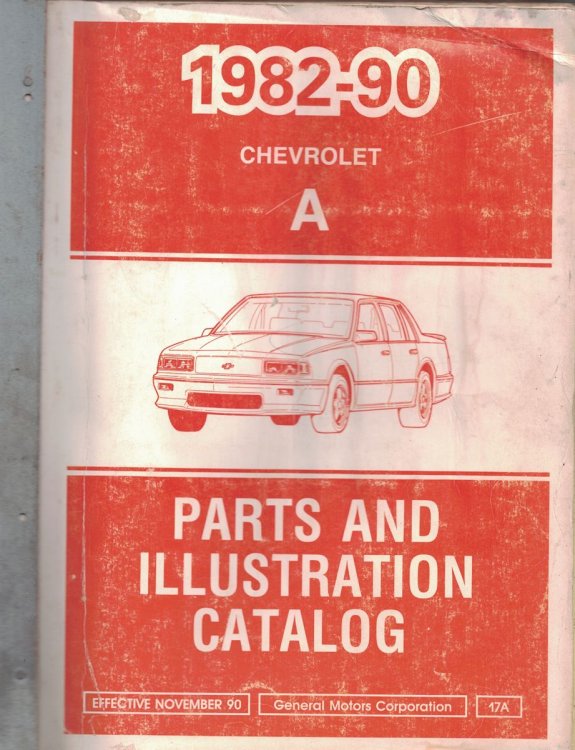 1982-90
CHEVROLET
A
PARTS AND
ILLUSTRATION
CATALOG
EFFECTIVE NOVEMBER 90
General Motors Corporation
17A